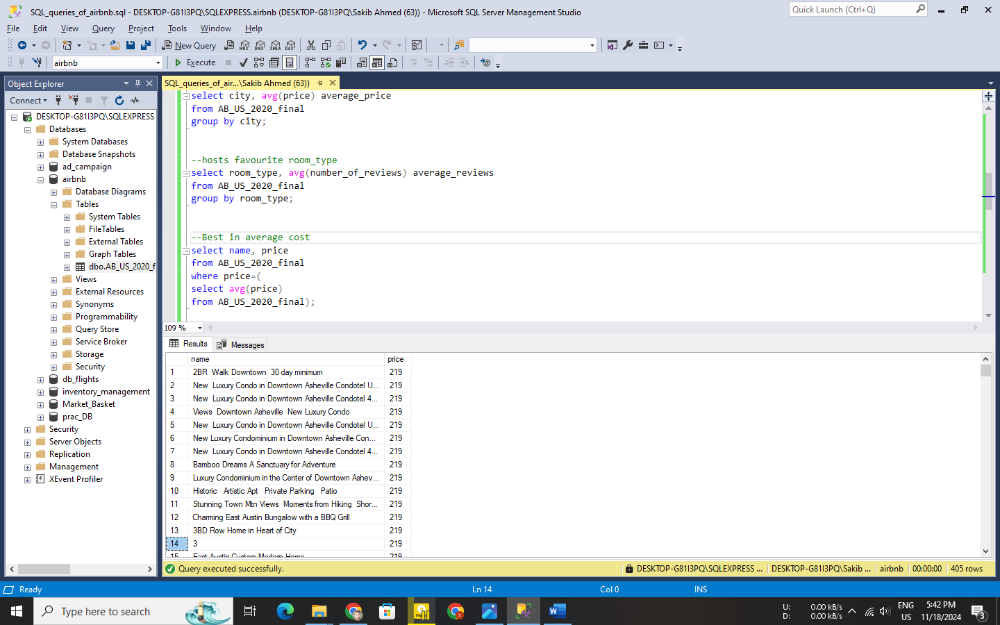 SQL_queries_of_airbnb.sql - DESKTOP-G81I3PQ\SQLEXPRESS.airbnb (DESKTOP-G81I3PQ\Sakib Ahmed (63)) - Microsoft SQL Server Management Studio
Quick Launch (Ctrl+Q)
File Edit View Query Project Tools Window Help
New Query MDX DMX XMLA DAX
airbnb Execute
Object Explorer
Connect
DESKTOP-G81I3PQ\SQLEXPRESS
Databases
System Databases
Database Snapshots
ad_campaign
airbnb
Database Diagrams
Tables
System Tables
FileTables
External Tables
Graph Tables
dbo.AB_US_2020_f
Views
External Resources
Synonyms
Programmability
Query Store
Service Broker
Storage
Security
db_flights
inventory_management
Market_Basket
prac_DB
Security
Server Objects
Replication
Management
XEvent Profiler
SQL_queries_of_air...\Sakib Ahmed (63))
select city, avg(price) average_price
from AB_US_2020_final
group by city;
--hosts favourite room_type
select room_type, avg(number_of_reviews) average_reviews
from AB_US_2020_final
group by room_type;
--Best in average cost
select name, price
from AB_US_2020_final
where price=(
select avg(price)
from AB_US_2020_final);
109 %
Results Messages
name price
1 2BR Walk Downtown 30 day minimum 219
2 New Luxury Condo in Downtown Asheville Condotel U... 219
3 New Luxury Condo in Downtown Asheville Condotel 4... 219
4 Views Downtown Asheville New Luxury Condo 219
5 New Luxury Condo in Downtown Asheville Condotel U... 219
6 New Luxury Condominium in Downtown Asheville Con... 219
7 New Luxury Condo in Downtown Asheville Condotel 4... 219
8 Bamboo Dreams A Sanctuary for Adventure 219
9 Luxury Condominium in the Center of Downtown Ashev... 219
10 Historic Artistic Apt Private Parking Patio 219
11 Stunning Town Mtn Views Moments from Hiking Shor... 219
12 Charming East Austin Bungalow with a BBQ Grill 219
13 3BD Row Home in Heart of City 219
14 3 219
15 East Austin Custom Modern Home 219
Query executed successfully. DESKTOP-G81I3PQ\SQLEXPRESS ... DESKTOP-G81I3PQ\Sakib ... airbnb 00:00:00 405 rows
Ready Ln 14 Col 0 INS
Type here to search
U: 0.00 kB/s
D: 0.00 kB/s
ENG
US
5:42 PM
11/18/2024
3